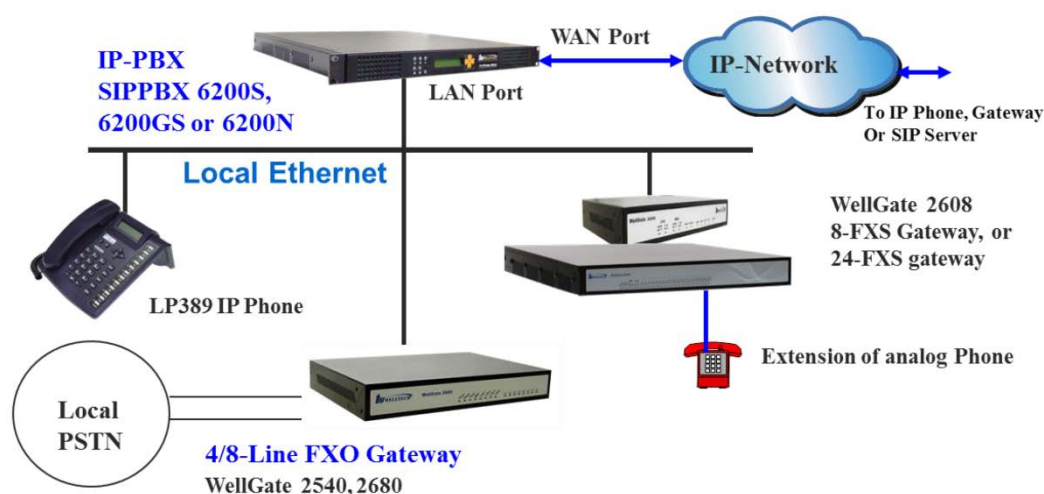 IP-PBX
SIPPBX 6200S,
6200GS or 6200N
WAN Port
LAN Port
IP-Network
To IP Phone, Gateway
Or SIP Server
Local Ethernet
WellGate 2608
8-FXS Gateway, or
24-FXS gateway
LP389 IP Phone
Extension of analog Phone
Local
PSTN
4/8-Line FXO Gateway
WellGate 2540, 2680